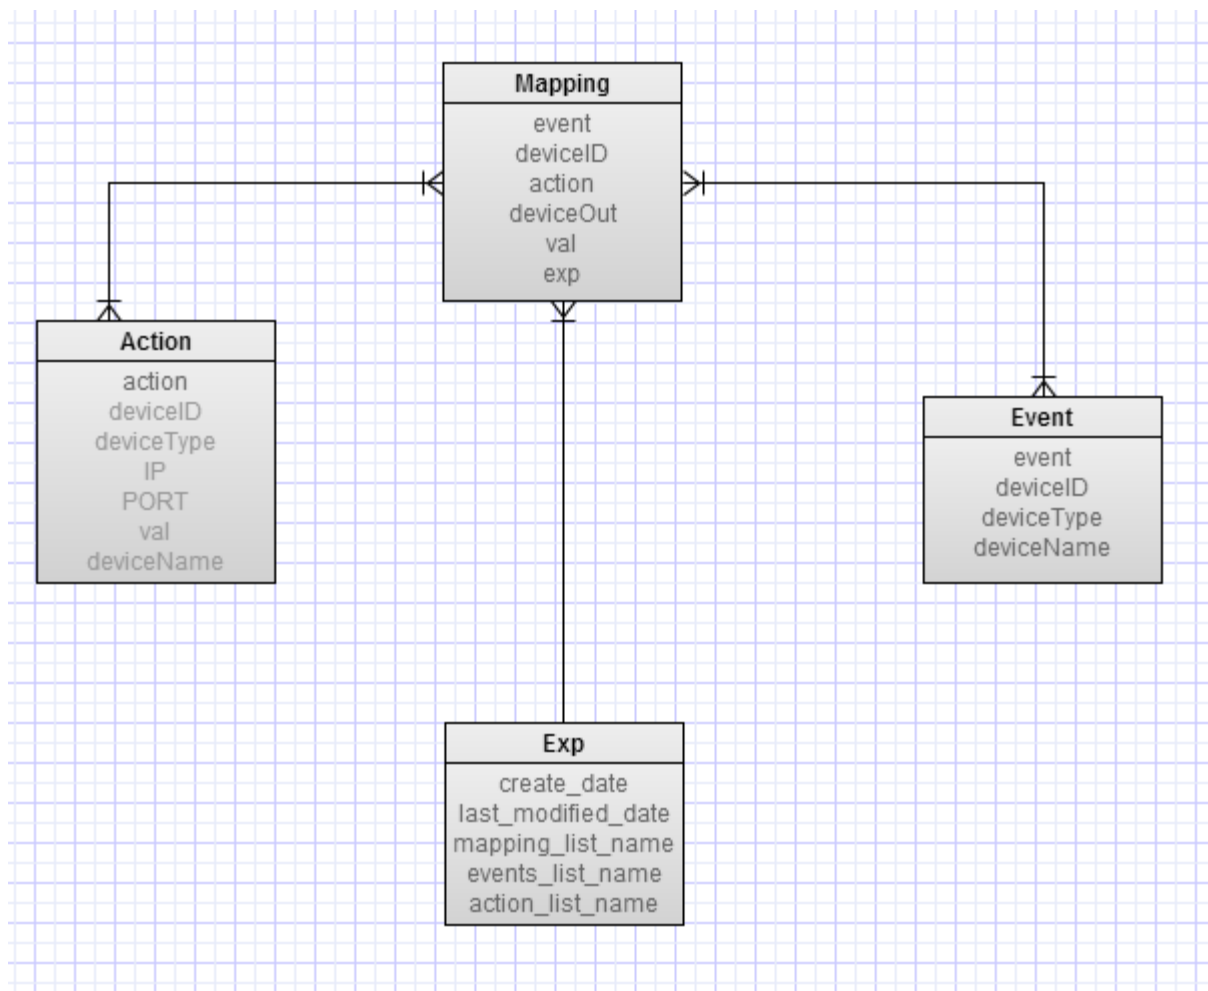 Mapping
event
deviceID
action
deviceOut
val
exp
Action
action
deviceID
deviceType
IP
PORT
val
deviceName
Event
event
deviceID
deviceType
deviceName
Exp
create_date
last_modified_date
mapping_list_name
events_list_name
action_list_name